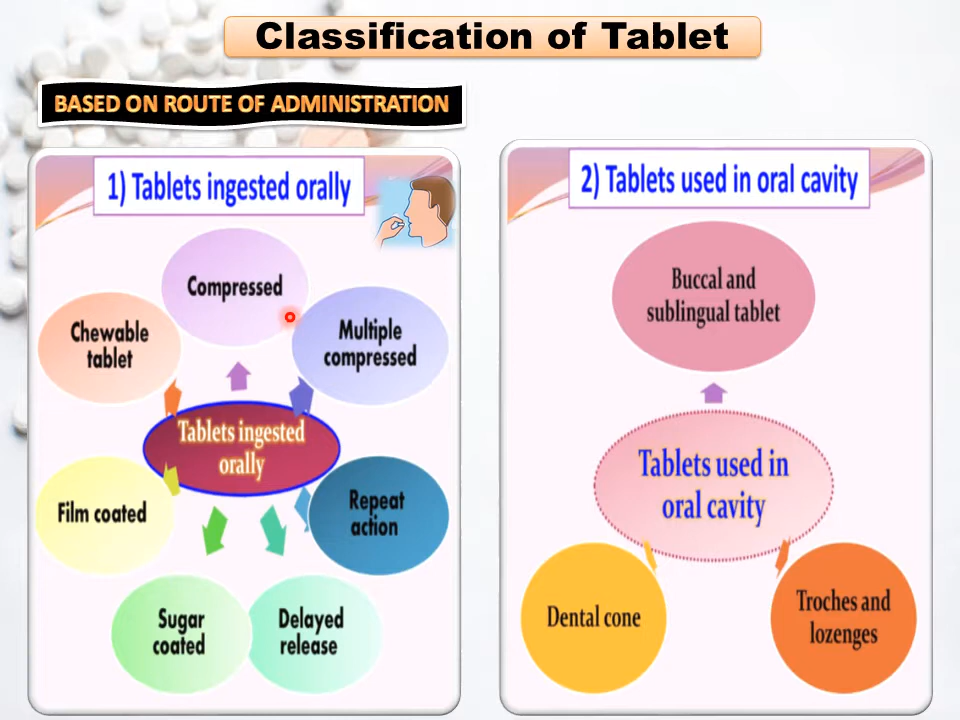 Classification of Tablet
BASED ON ROUTE OF ADMINISTRATION
1) Tablets ingested orally
Compressed
Multiple
compressed
Chewable
tablet
Tablets ingested
orally
Film coated
Repeat
action
Sugar
coated
Delayed
release
2) Tablets used in oral cavity
Buccal and
sublingual tablet
Tablets used in
oral cavity
Dental cone
Troches and
lozenges